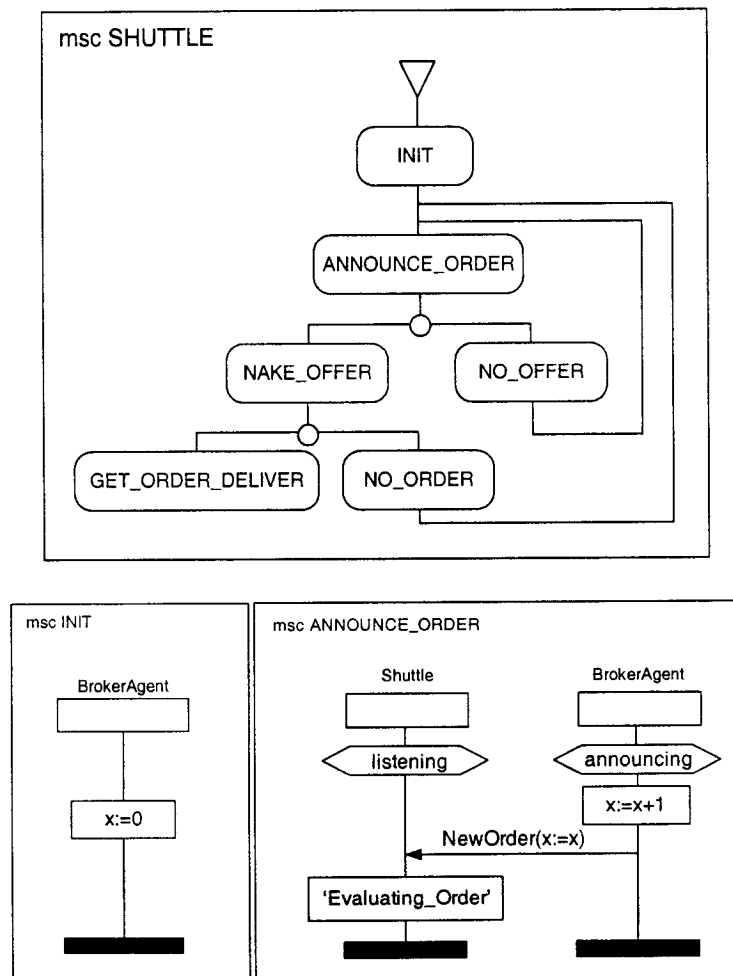 msc SHUTTLE
INIT
ANNOUNCE_ORDER
NAKE_OFFER
NO_OFFER
GET_ORDER_DELIVER
NO_ORDER
msc INIT
BrokerAgent
x:=0
msc ANNOUNCE_ORDER
Shuttle
BrokerAgent
listening
announcing
x:=x+1
NewOrder(x:=x)
‘Evaluating_Order’